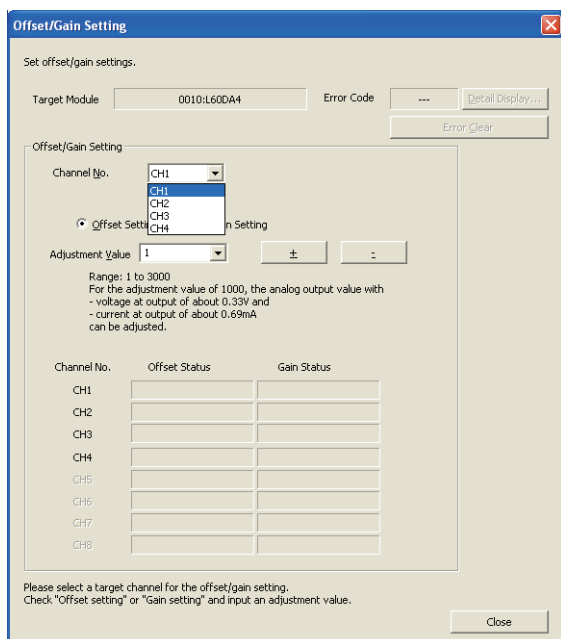 Offset/Gain Setting
Set offset/gain settings.
Target Module 0010:L60DA4 Error Code --- Detail Display...
Error Clear
Offset/Gain Setting
Channel No. CH1
CH1
CH2
CH3
CH4
Offset Setti n Setting
Adjustment Value 1 + -
Range: 1 to 3000
For the adjustment value of 1000, the analog output value with
- voltage at output of about 0.33V and
- current at output of about 0.69mA
can be adjusted.
Channel No. Offset Status Gain Status
CH1
CH2
CH3
CH4
CH5
CH6
CH7
CH8
Please select a target channel for the offset/gain setting.
Check "Offset setting" or "Gain setting" and input an adjustment value.
Close